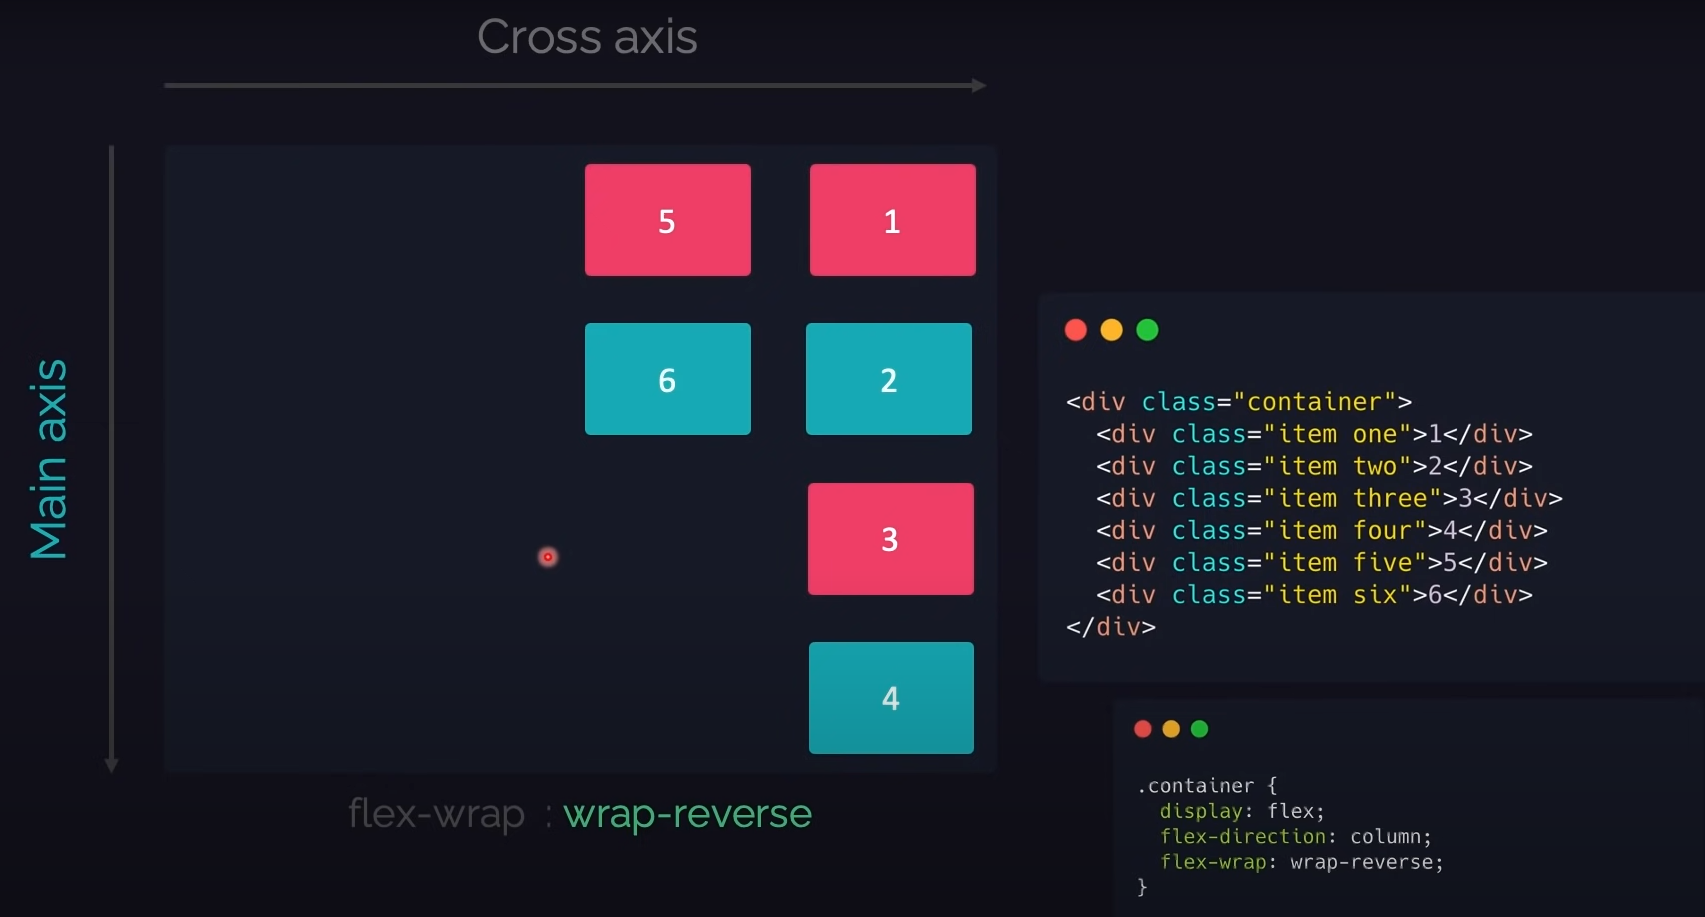 Cross axis
Main axis
5 1
6 2
3
4
flex-wrap : wrap-reverse
<div class="container">
<div class="item one">1</div>
<div class="item two">2</div>
<div class="item three">3</div>
<div class="item four">4</div>
<div class="item five">5</div>
<div class="item six">6</div>
</div>
.container {
display: flex;
flex-direction: column;
flex-wrap: wrap-reverse;
}